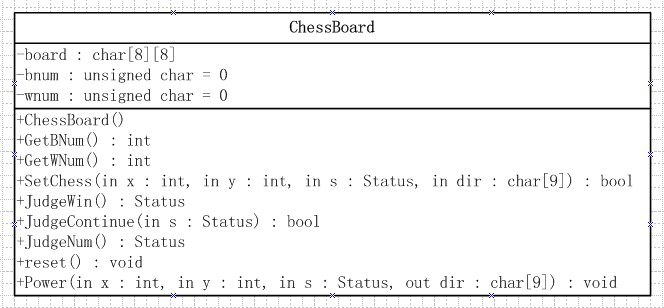 ChessBoard
-board : char[8][8]
-bnum : unsigned char = 0
-wnum : unsigned char = 0
+ChessBoard()
+GetBNum() : int
+GetWNum() : int
+SetChess(in x : int, in y : int, in s : Status, in dir : char[9]) : bool
+JudgeWin() : Status
+JudgeContinue(in s : Status) : bool
+JudgeNum() : Status
+reset() : void
+Power(in x : int, in y : int, in s : Status, out dir : char[9]) : void